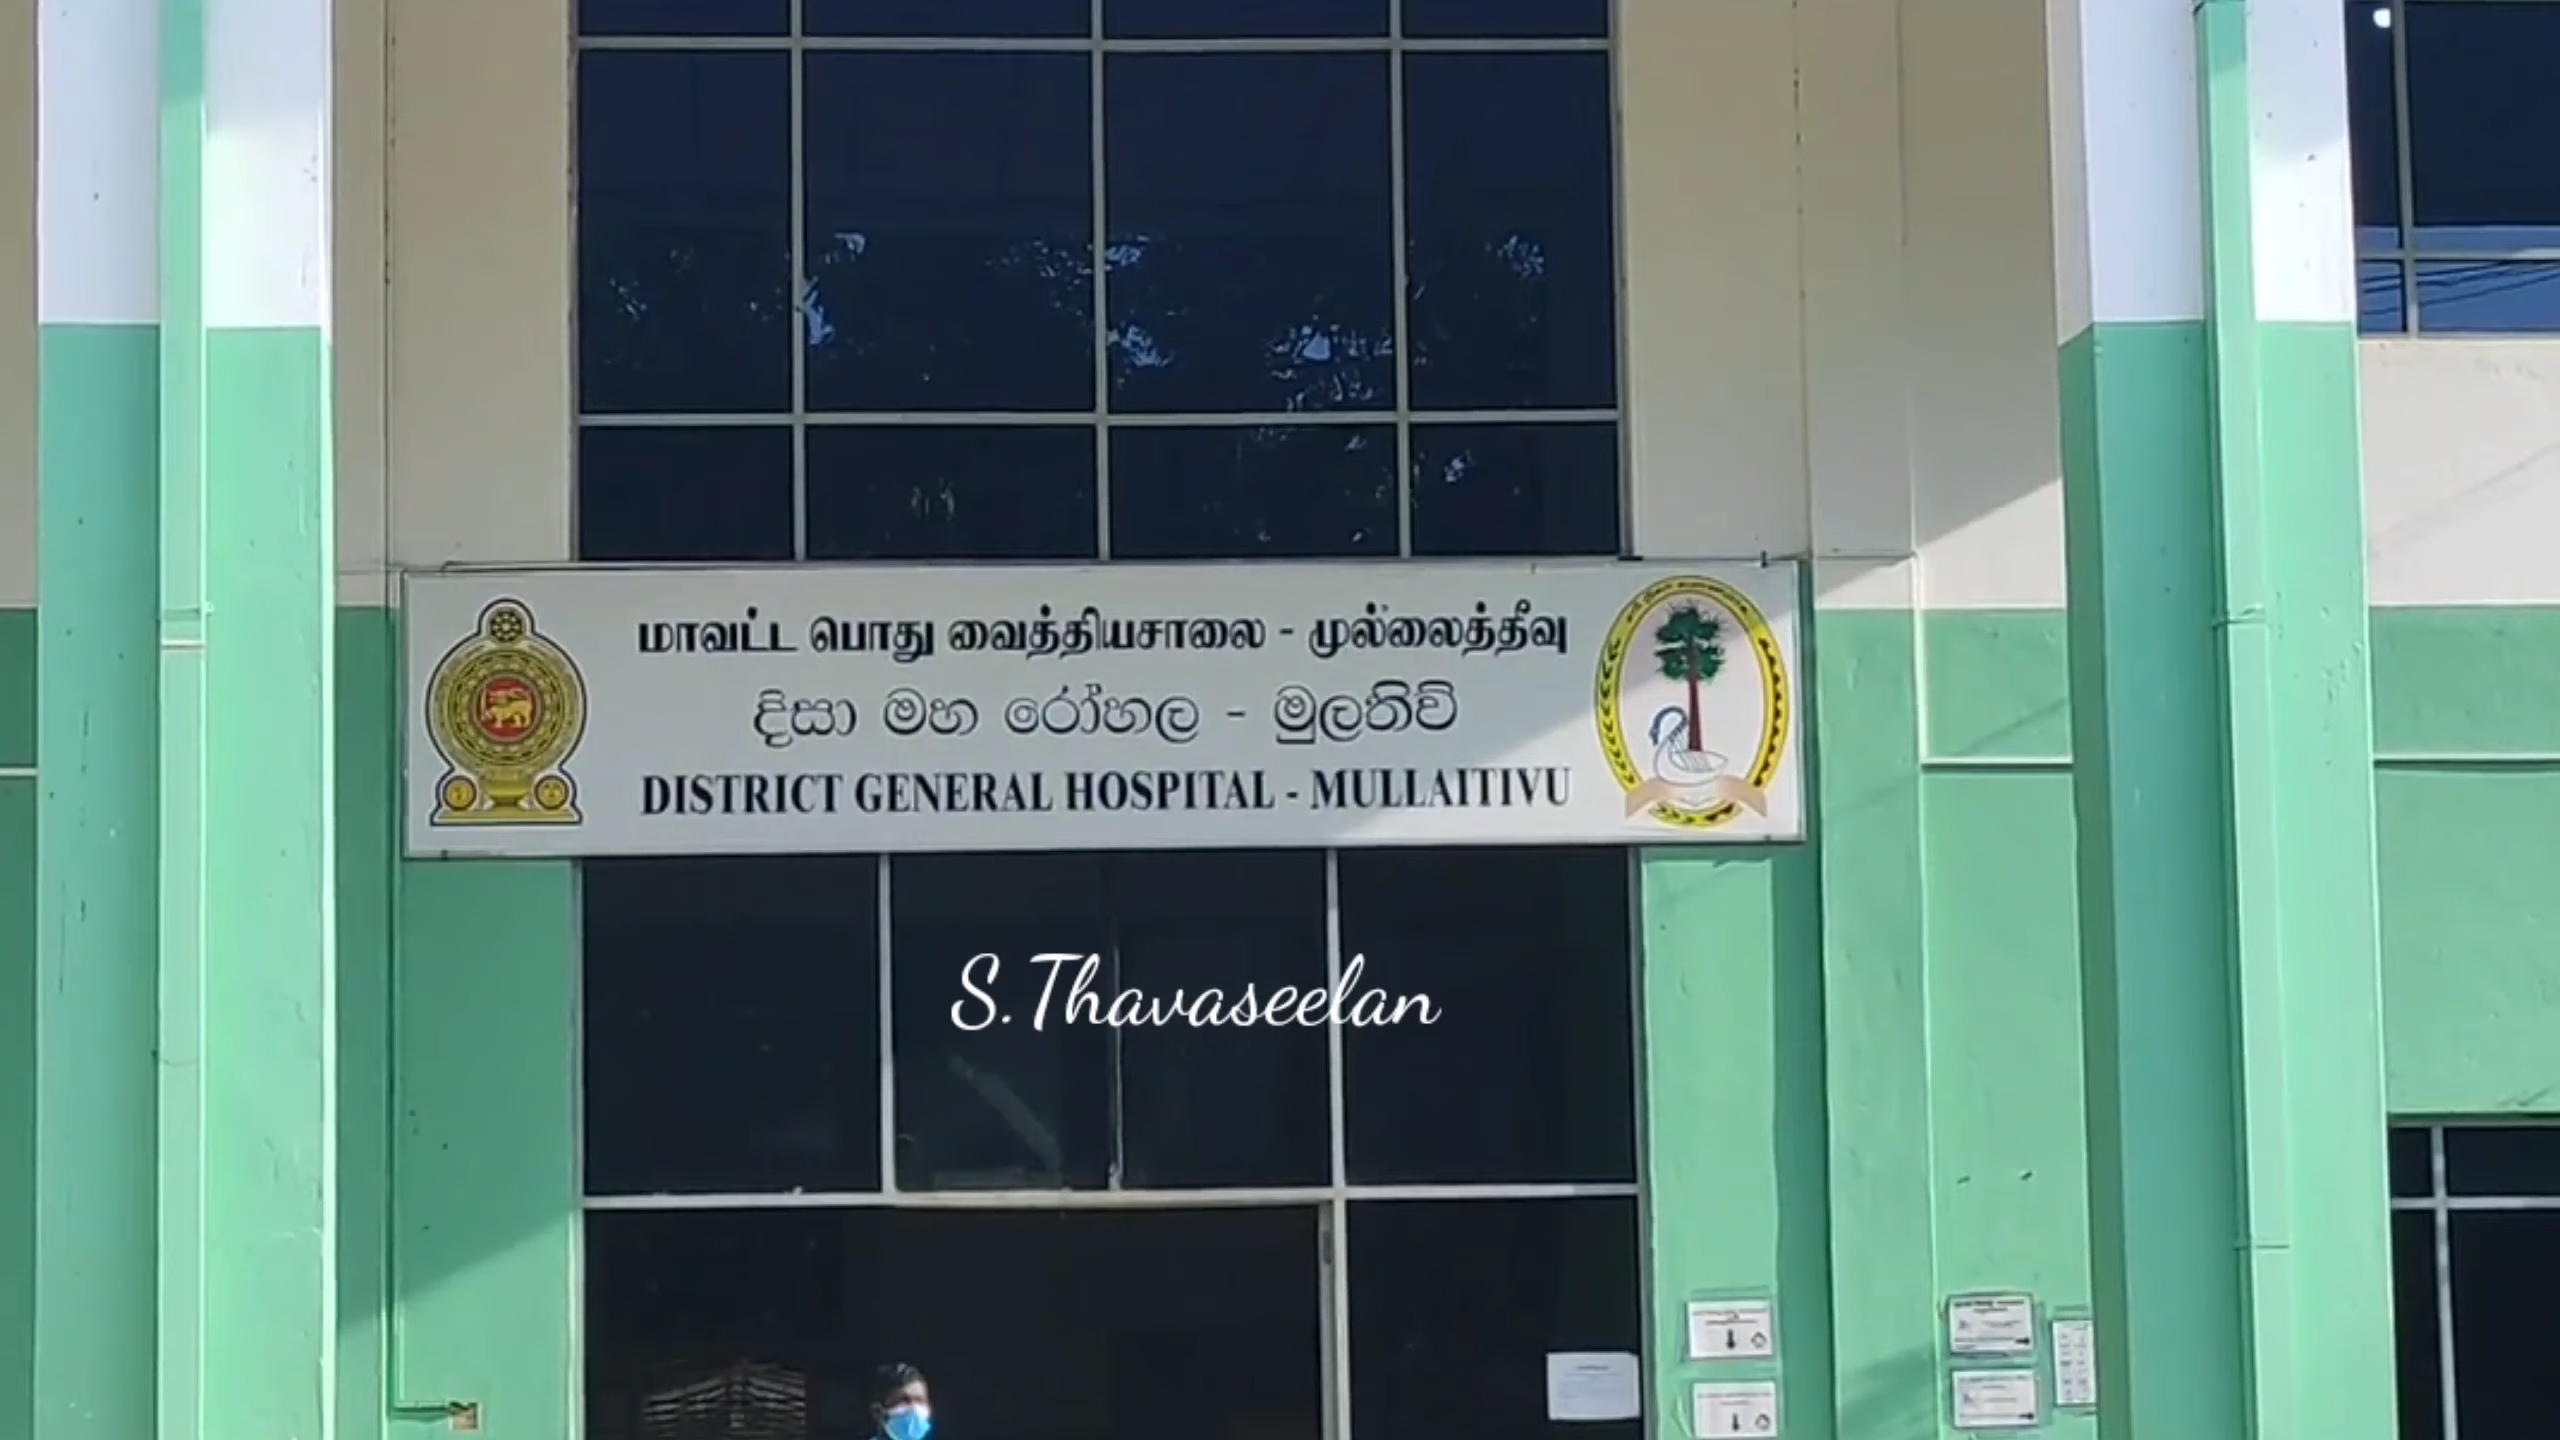 மாவட்ட பொது வைத்தியசாலை - முல்லைத்தீவு
දිසා මහ රෝහල - මුලතිව්
DISTRICT GENERAL HOSPITAL - MULLAITIVU
S.Thavaseelan